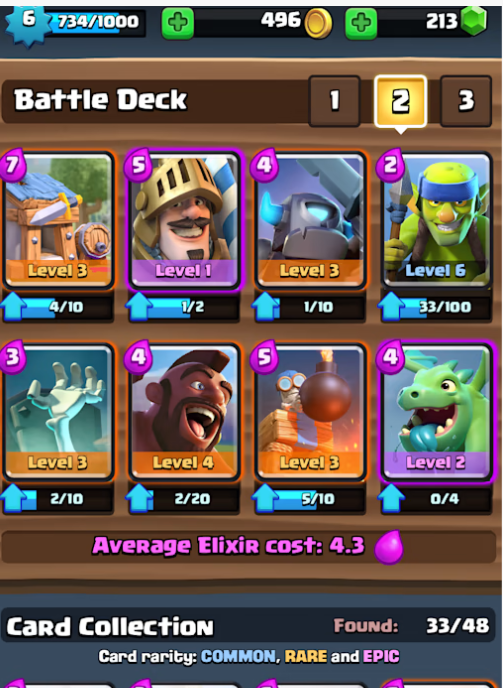 6 734/1000 496 213
Battle Deck 1 2 3
7 5 4 2
Level 3 Level 1 Level 3 Level 6
4/10 1/2 1/10 33/100
3 4 5 4
Level 3 Level 4 Level 3 Level 2
2/10 2/20 5/10 0/4
Average Elixir cost: 4.3
Card Collection Found: 33/48
Card rarity: COMMON, RARE and EPIC